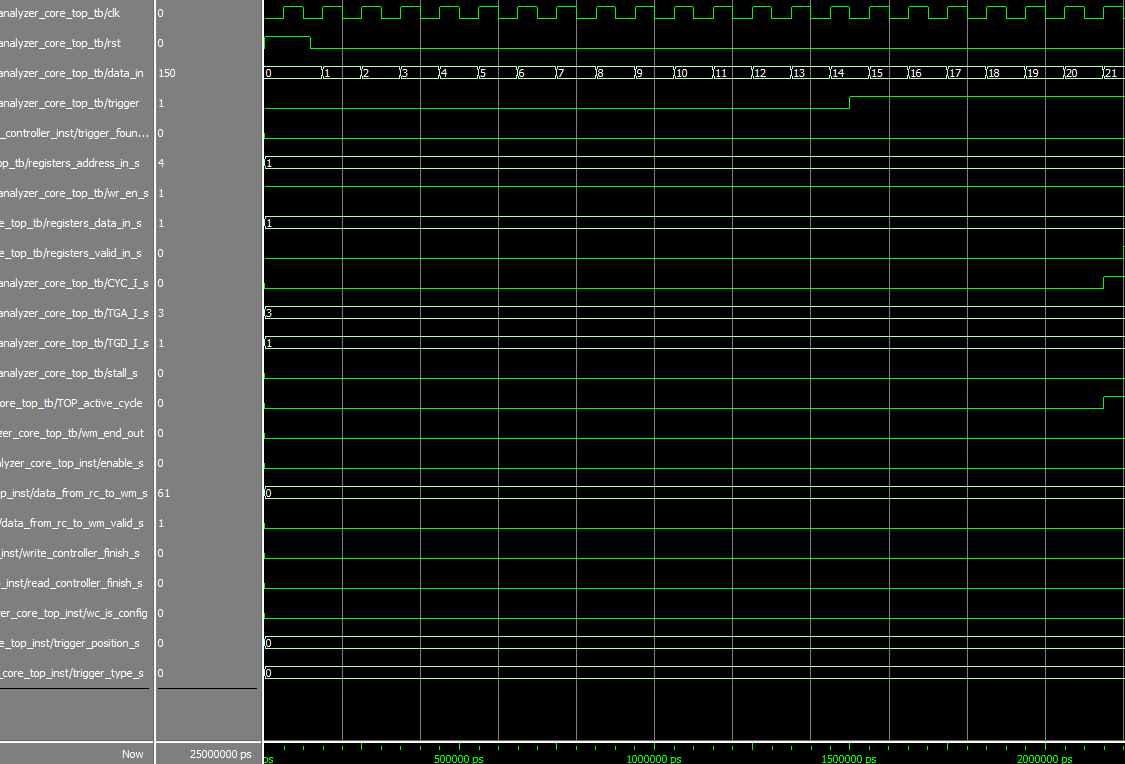 analyzer_core_top_tb/clk 0
analyzer_core_top_tb/rst 0
analyzer_core_top_tb/data_in 150 0 1 2 3 4 5 6 7 8 9 10 11 12 13 14 15 16 17 18 19 20 21
analyzer_core_top_tb/trigger 1
_controller_inst/trigger_foun... 0
op_tb/registers_address_in_s 4 1
analyzer_core_top_tb/wr_en_s 1
e_top_tb/registers_data_in_s 1 1
e_top_tb/registers_valid_in_s 0
analyzer_core_top_tb/CYC_I_s 0
analyzer_core_top_tb/TGA_I_s 3 3
analyzer_core_top_tb/TGD_I_s 1 1
analyzer_core_top_tb/stall_s 0
ore_top_tb/TOP_active_cycle 0
zer_core_top_tb/wm_end_out 0
lyzer_core_top_inst/enable_s 0
p_inst/data_from_rc_to_wm_s 61 0
/data_from_rc_to_wm_valid_s 1
inst/write_controller_finish_s 0
_inst/read_controller_finish_s 0
er_core_top_inst/wc_is_config 0
e_top_inst/trigger_position_s 0 0
_core_top_inst/trigger_type_s 0 0
Now 25000000 ps
ps 500000 ps 1000000 ps 1500000 ps 2000000 ps